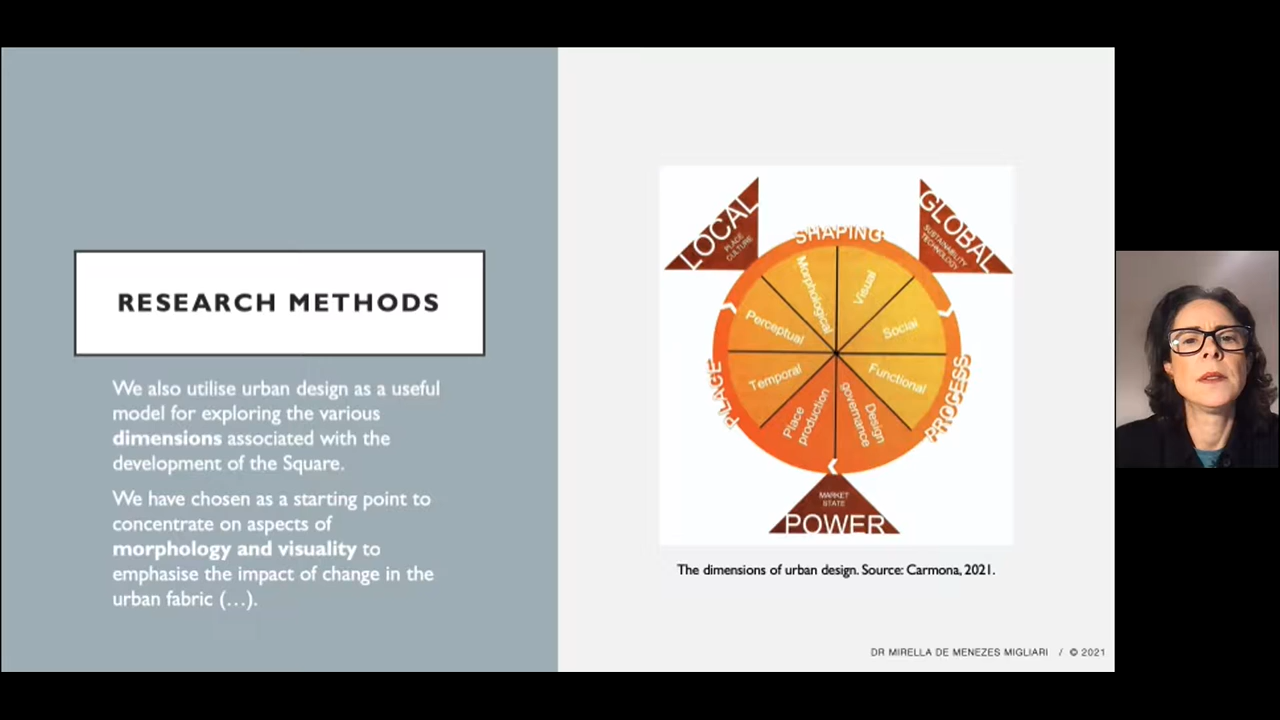 RESEARCH METHODS
We also utilise urban design as a useful
model for exploring the various
dimensions associated with the
development of the Square.
We have chosen as a starting point to
concentrate on aspects of
morphology and visuality to
emphasise the impact of change in the
urban fabric (…).
LOCAL
PLACE
CULTURE
GLOBAL
SUSTAINABILITY
TECHNOLOGY
SHAPING
Morphological
Visual
Perceptual
Social
Temporal
Functional
Place
production
Design
governance
PLACE
PROCESS
MARKET
STATE
POWER
The dimensions of urban design. Source: Carmona, 2021.
DR MIRELLA DE MENEZES MIGLIARI / © 2021